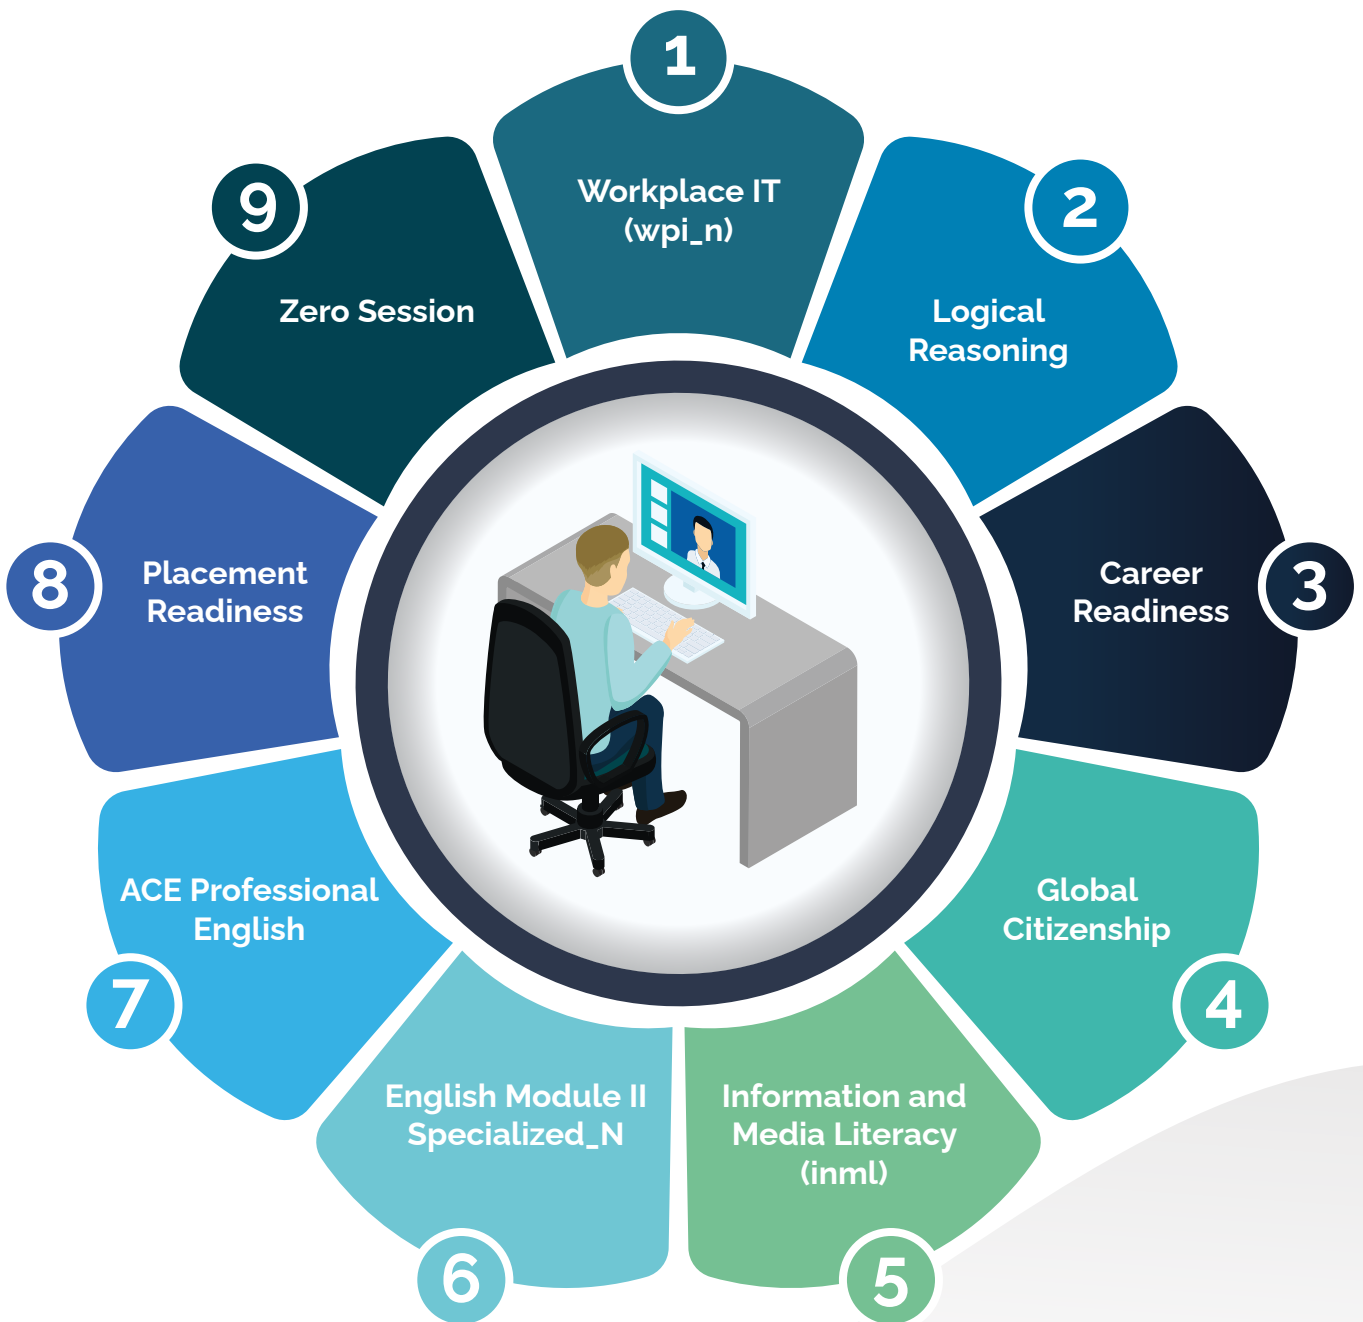 1
Workplace IT
(wpi_n)
2
Logical
Reasoning
3
Career
Readiness
4
Global
Citizenship
5
Information and
Media Literacy
(inml)
6
English Module II
Specialized_N
7
ACE Professional
English
8
Placement
Readiness
9
Zero Session